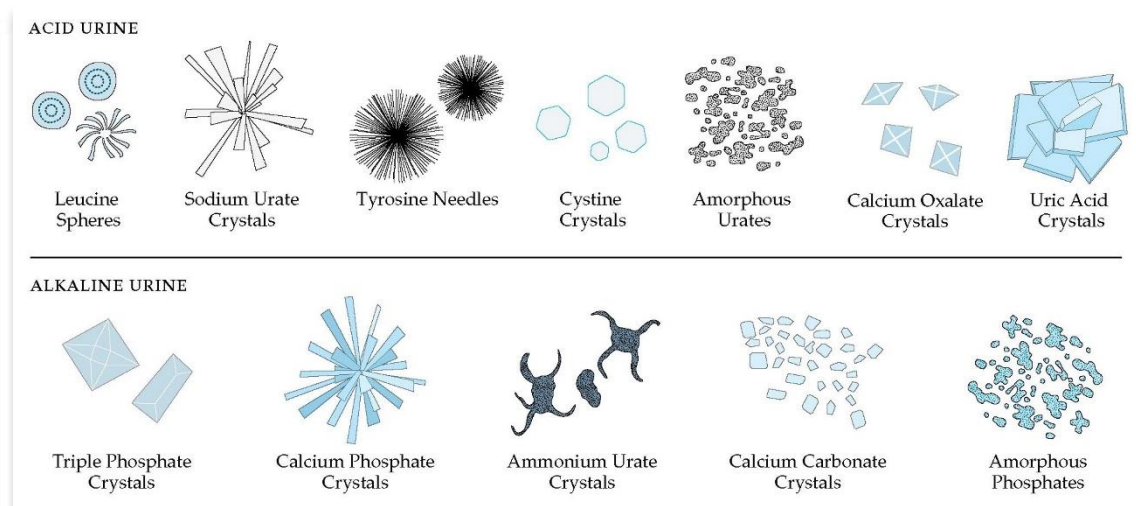 ACID URINE
Leucine
Spheres
Sodium Urate
Crystals
Tyrosine Needles
Cystine
Crystals
Amorphous
Urates
Calcium Oxalate
Crystals
Uric Acid
Crystals
ALKALINE URINE
Triple Phosphate
Crystals
Calcium Phosphate
Crystals
Ammonium Urate
Crystals
Calcium Carbonate
Crystals
Amorphous
Phosphates